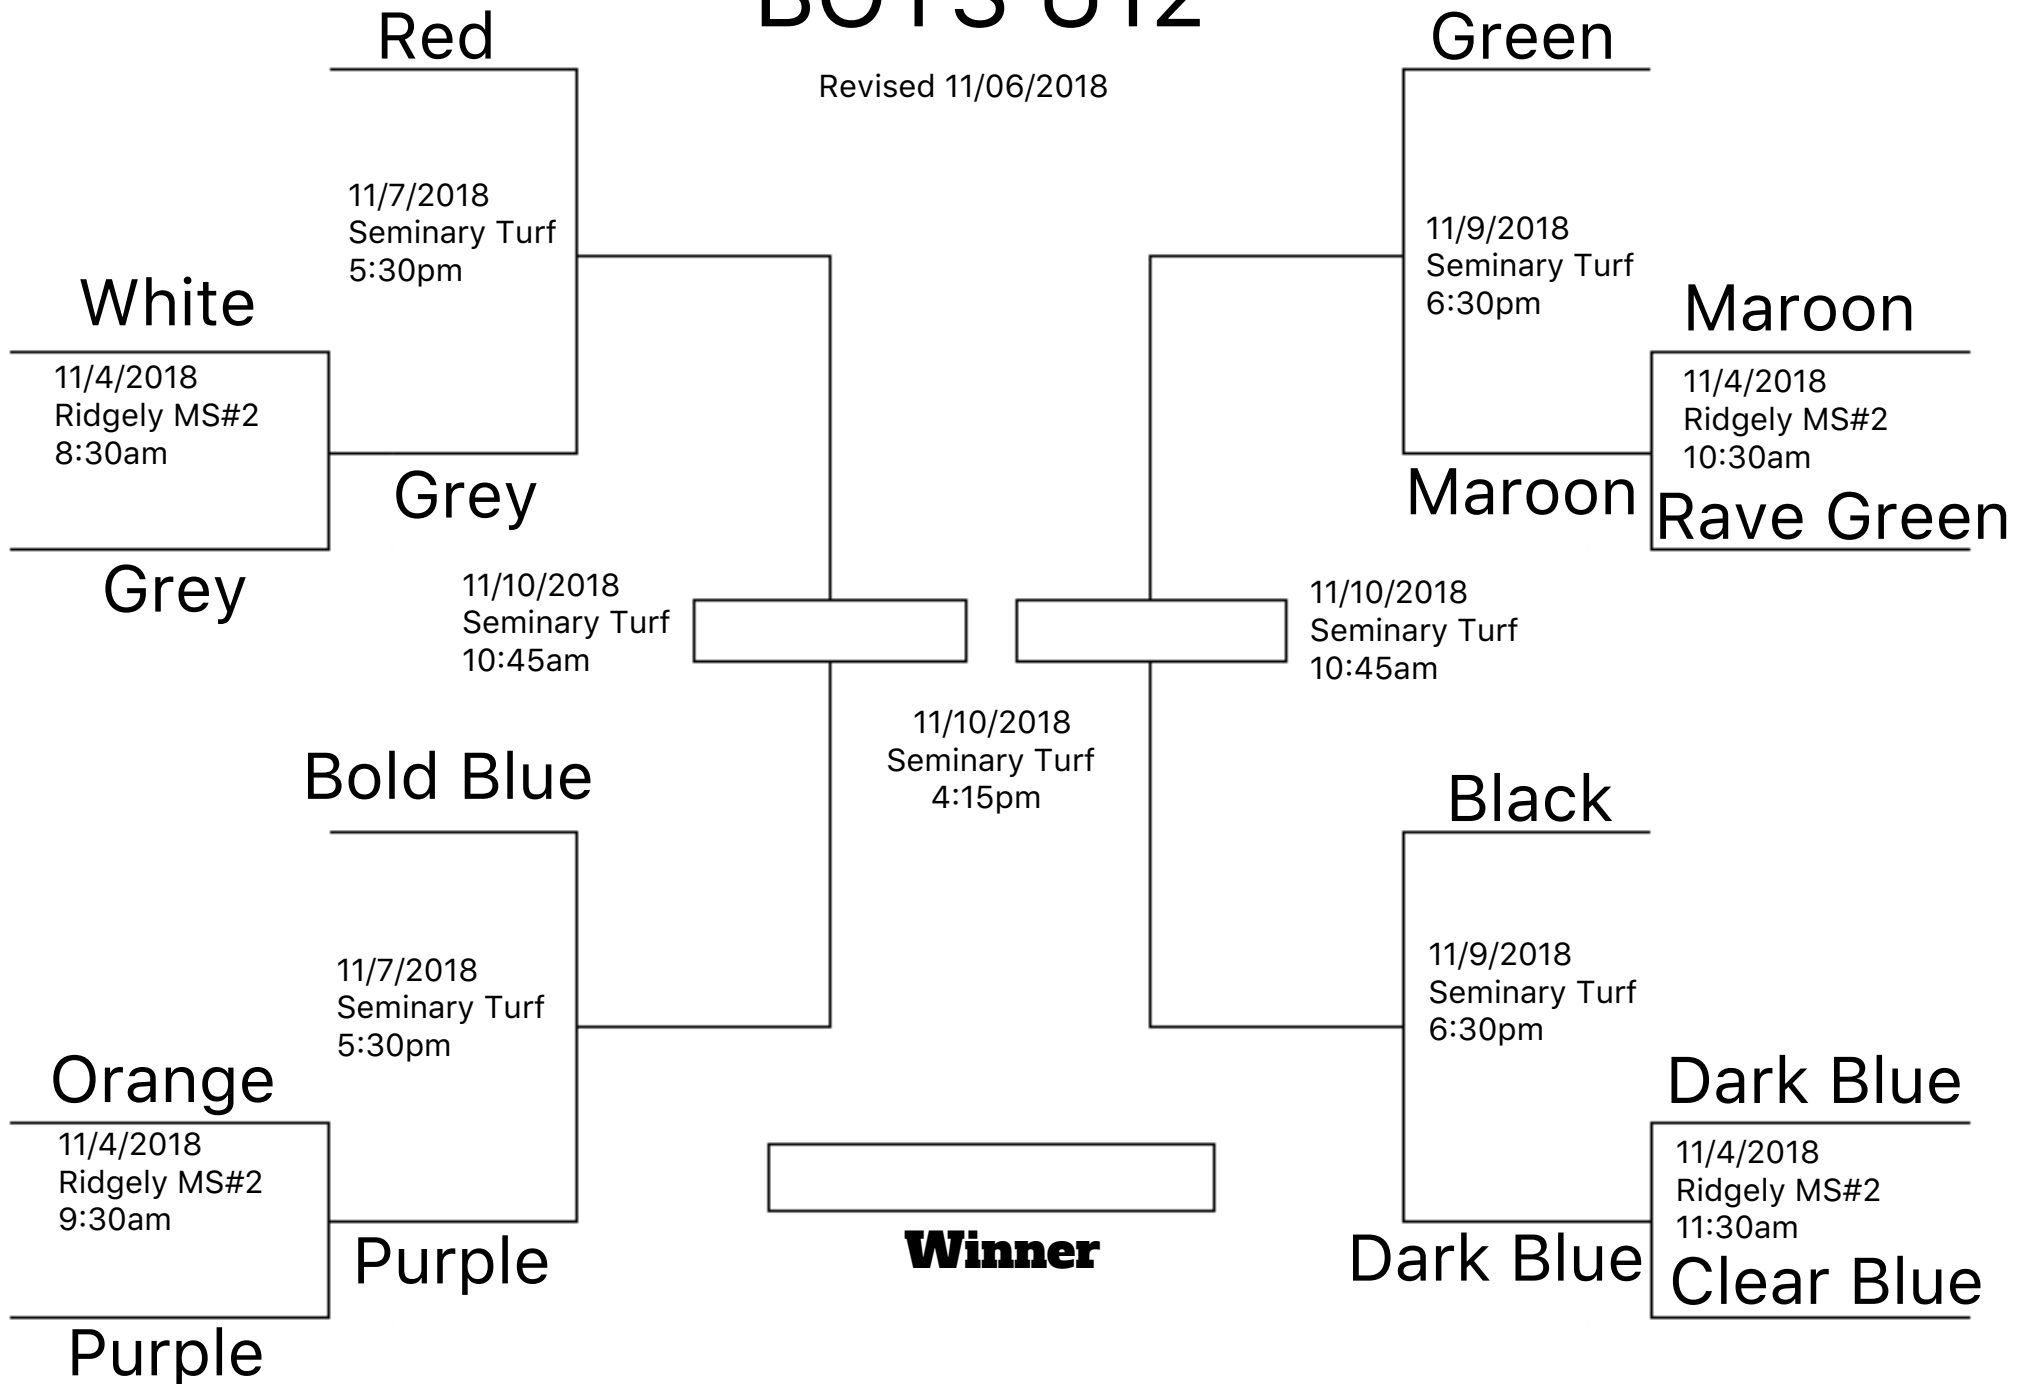 BOYS U12
Revised 11/06/2018
Red
11/7/2018
Seminary Turf
5:30pm
White
11/4/2018
Ridgely MS#2
8:30am
Grey
Grey
11/10/2018
Seminary Turf
10:45am
Bold Blue
11/7/2018
Seminary Turf
5:30pm
Orange
11/4/2018
Ridgely MS#2
9:30am
Purple
Purple
11/10/2018
Seminary Turf
4:15pm
Winner
Green
11/9/2018
Seminary Turf
6:30pm
Maroon
11/4/2018
Ridgely MS#2
10:30am
Maroon
Rave Green
11/10/2018
Seminary Turf
10:45am
Black
11/9/2018
Seminary Turf
6:30pm
Dark Blue
11/4/2018
Ridgely MS#2
11:30am
Dark Blue
Clear Blue